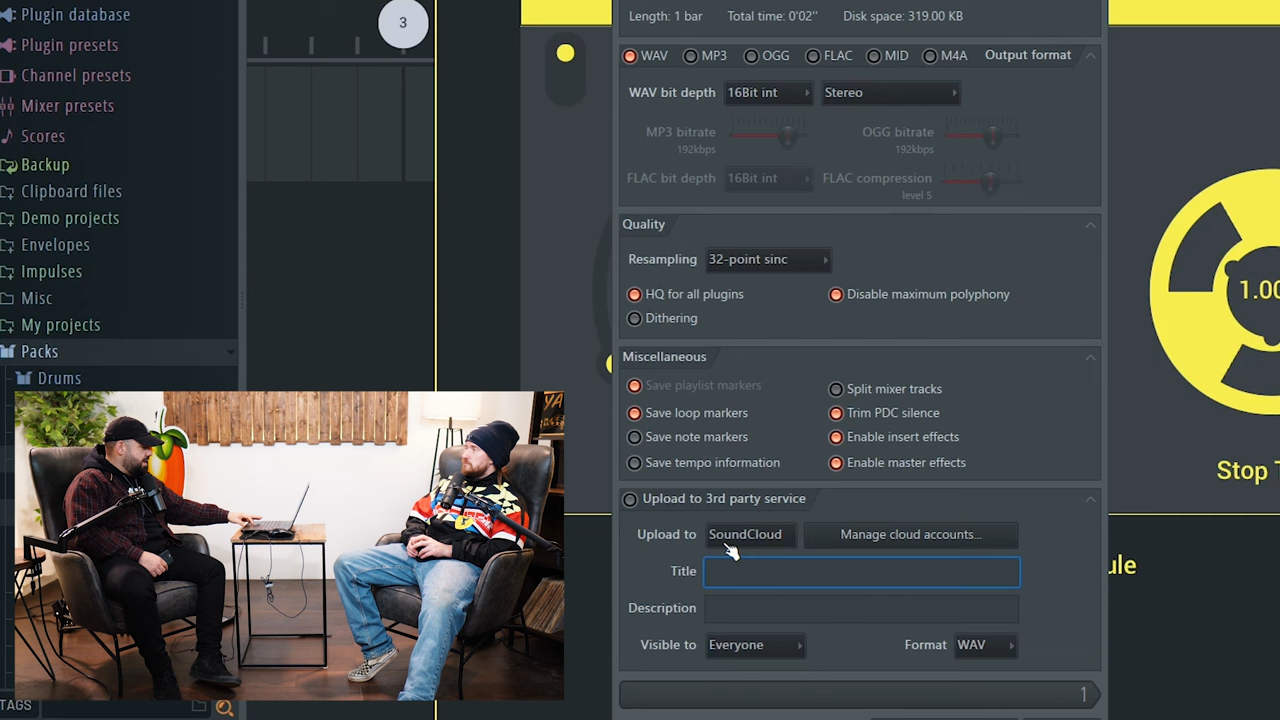 Plugin database
Plugin presets
Channel presets
Mixer presets
Scores
Backup
Clipboard files
Demo projects
Envelopes
Impulses
Misc
My projects
Packs
Drums
TAGS
3
Length: 1 bar Total time: 0'02" Disk space: 319.00 KB
WAV MP3 OGG FLAC MID M4A Output format
WAV bit depth 16Bit int Stereo
MP3 bitrate OGG bitrate
192kbps 192kbps
FLAC bit depth 16Bit int FLAC compression
level 5
Quality
Resampling 32-point sinc
HQ for all plugins Disable maximum polyphony
Dithering
Miscellaneous
Save playlist markers Split mixer tracks
Save loop markers Trim PDC silence
Save note markers Enable insert effects
Save tempo information Enable master effects
Upload to 3rd party service
Upload to SoundCloud Manage cloud accounts...
Title
Description
Visible to Everyone Format WAV
1
1.00
Stop